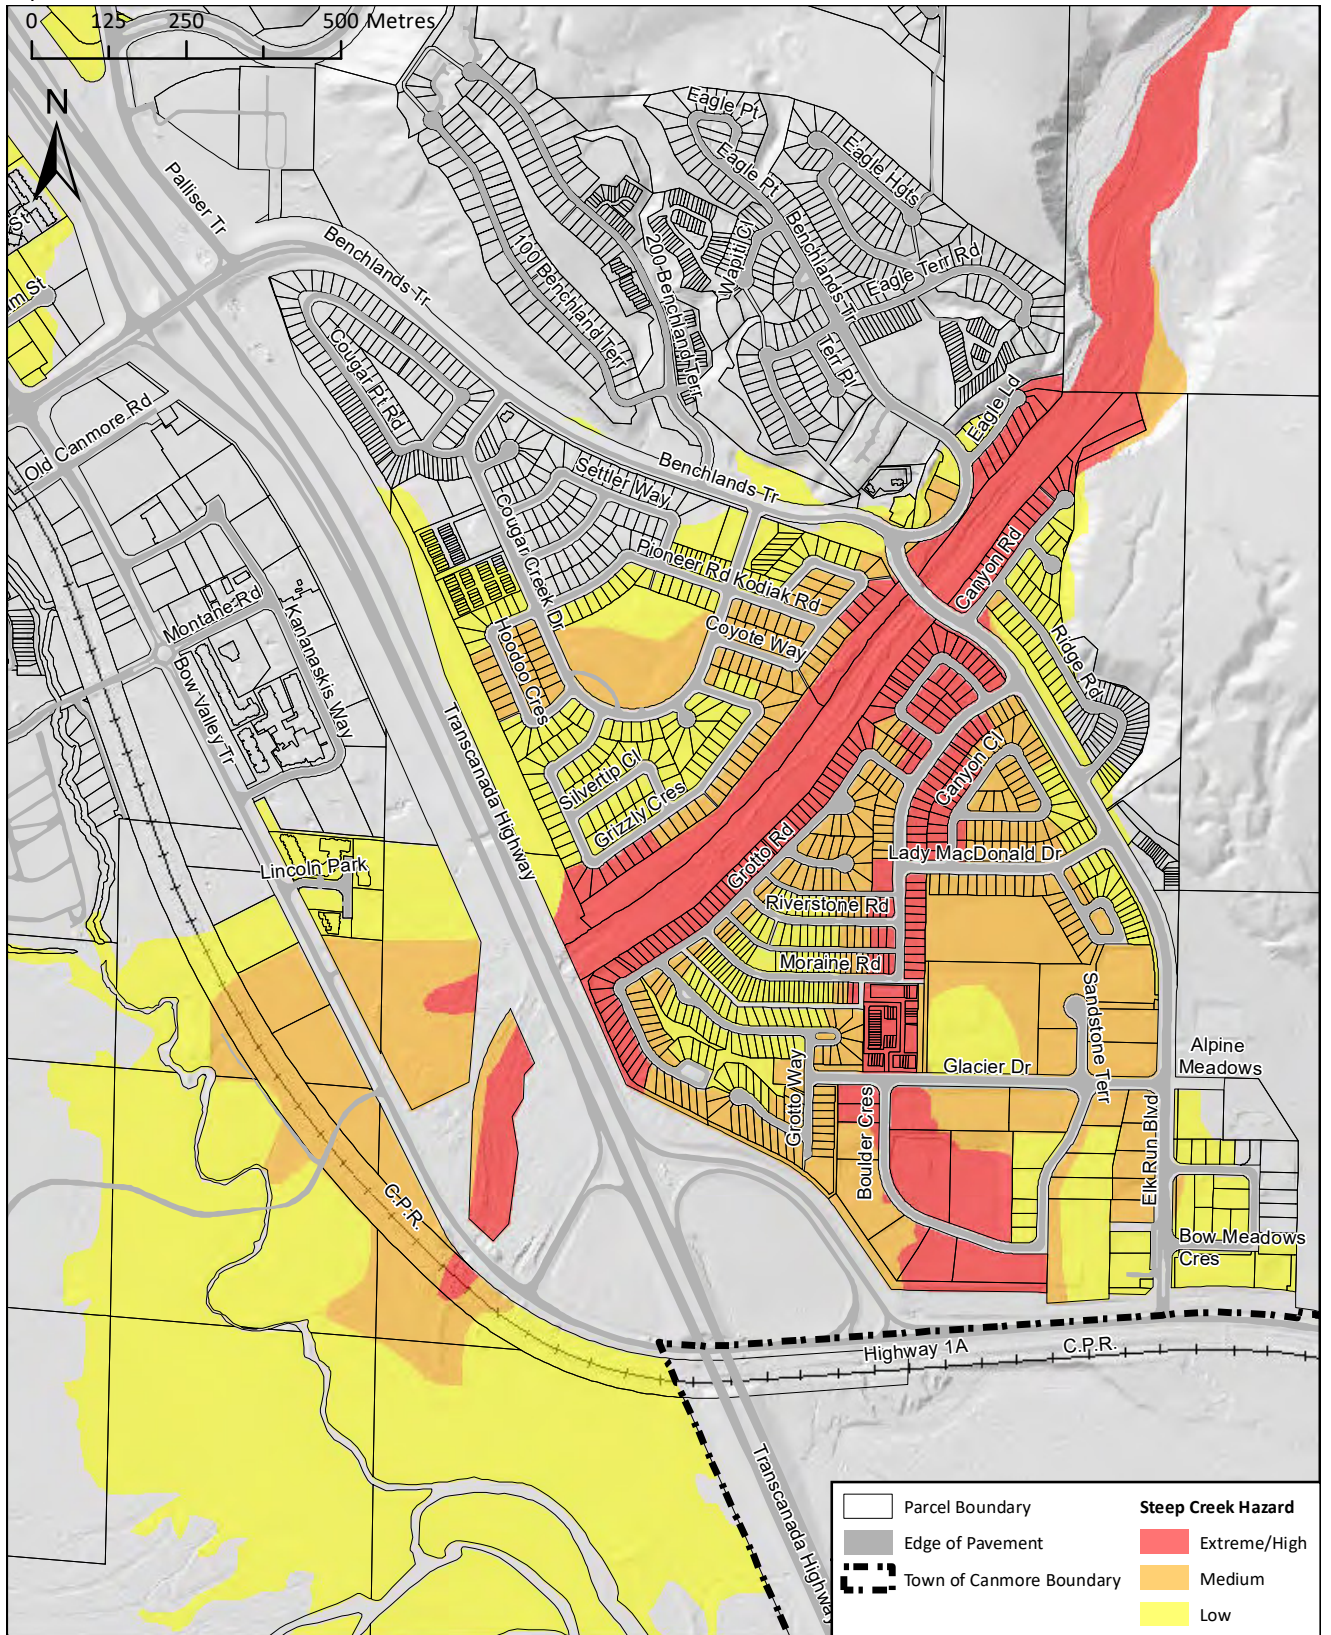 0 125 250 500 Metres
N
Palliser Tr
Benchlands Tr
100 Benchland Terr
200 Benchland Terr
Wapiti Cl
Eagle Pt
Eagle Pt
Eagle Hgts
Benchlands Tr
Eagle Terr Rd
Terr Pl
Eagle Ld
St
am St
Old Canmore Rd
Cougar Pt Rd
Settler Way
Benchlands Tr
Cougar Creek Dr
Pioneer Rd
Kodiak Rd
Coyote Way
Canyon Rd
Ridge Rd
Montane Rd
Kananaskis Way
Bow Valley Tr
Hoodoo Cres
Transcanada Highway
Silvertip Cl
Grizzly Cres
Canyon Cl
Grotto Rd
Lady MacDonald Dr
Lincoln Park
Riverstone Rd
Moraine Rd
Sandstone Terr
Glacier Dr
Alpine
Meadows
Grotto Way
Boulder Cres
Elk Run Blvd
C.P.R.
Bow Meadows
Cres
Highway 1A
C.P.R.
Transcanada Highway
Parcel Boundary
Edge of Pavement
Town of Canmore Boundary
Steep Creek Hazard
Extreme/High
Medium
Low